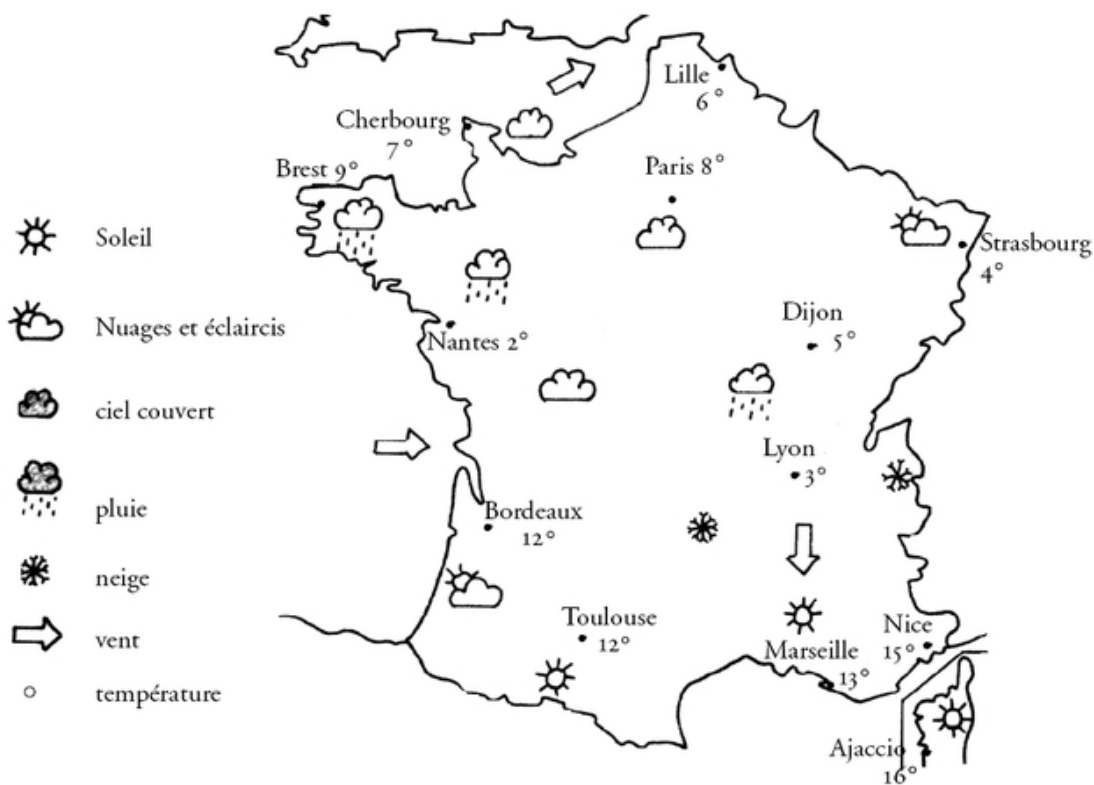 Soleil
Nuages et éclaircis
ciel couvert
pluie
neige
vent
température
Lille
6°
Cherbourg
7°
Brest 9°
Paris 8°
Strasbourg
4°
Dijon
5°
Nantes 2°
Lyon
3°
Bordeaux
12°
Toulouse
12°
Nice
15°
Marseille
13°
Ajaccio
16°